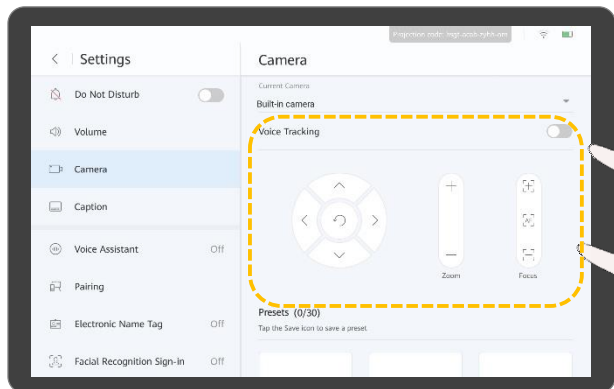 Settings
Do Not Disturb
Volume
Camera
Caption
Voice Assistant Off
Pairing
Electronic Name Tag Off
Facial Recognition Sign-in Off
Camera
Current Camera
Built-in camera
Voice Tracking
Zoom
Focus
Presets (0/30)
Tap the Save icon to save a preset.